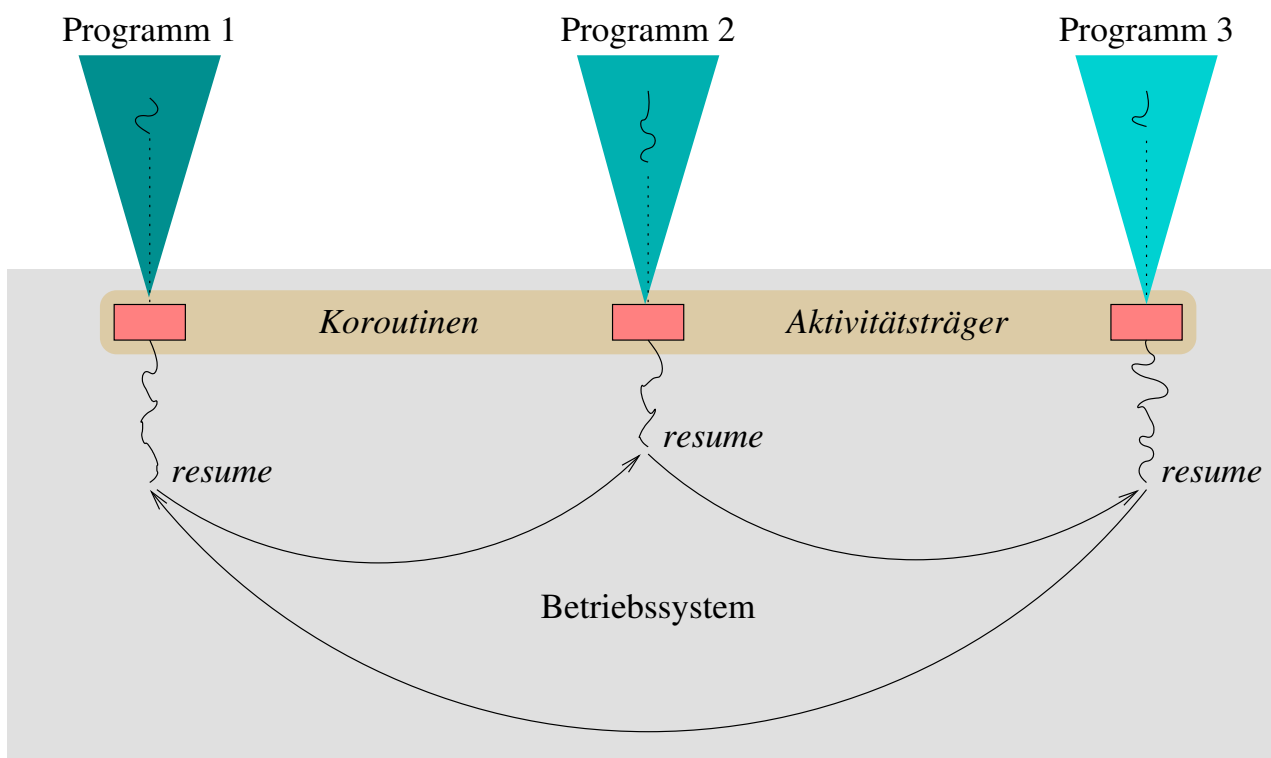 Programm 1
Programm 2
Programm 3
Koroutinen
Aktivitätsträger
resume
resume
resume
Betriebssystem